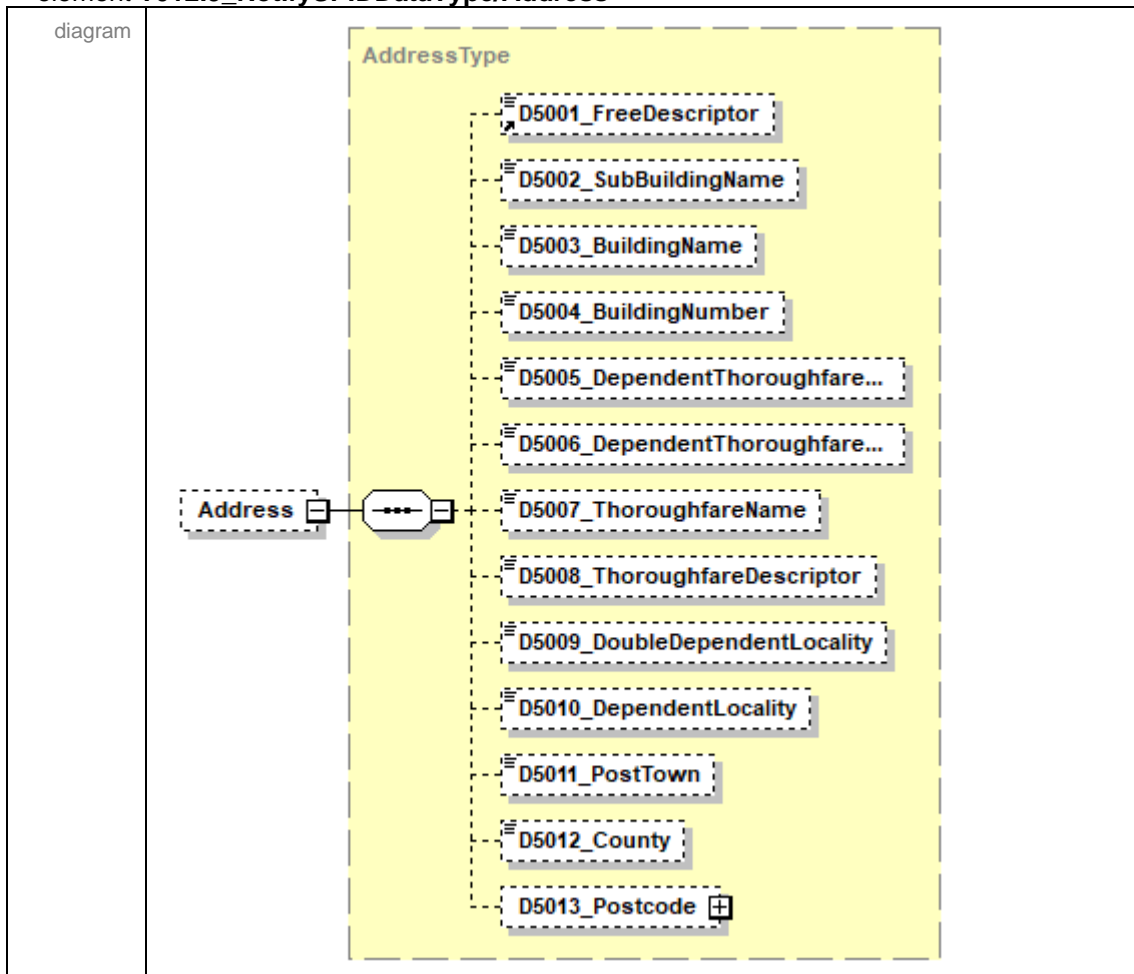 diagram
AddressType
D5001_FreeDescriptor
D5002_SubBuildingName
D5003_BuildingName
D5004_BuildingNumber
D5005_DependentThoroughfare...
D5006_DependentThoroughfare...
Address
D5007_ThoroughfareName
D5008_ThoroughfareDescriptor
D5009_DoubleDependentLocality
D5010_DependentLocality
D5011_PostTown
D5012_County
D5013_Postcode